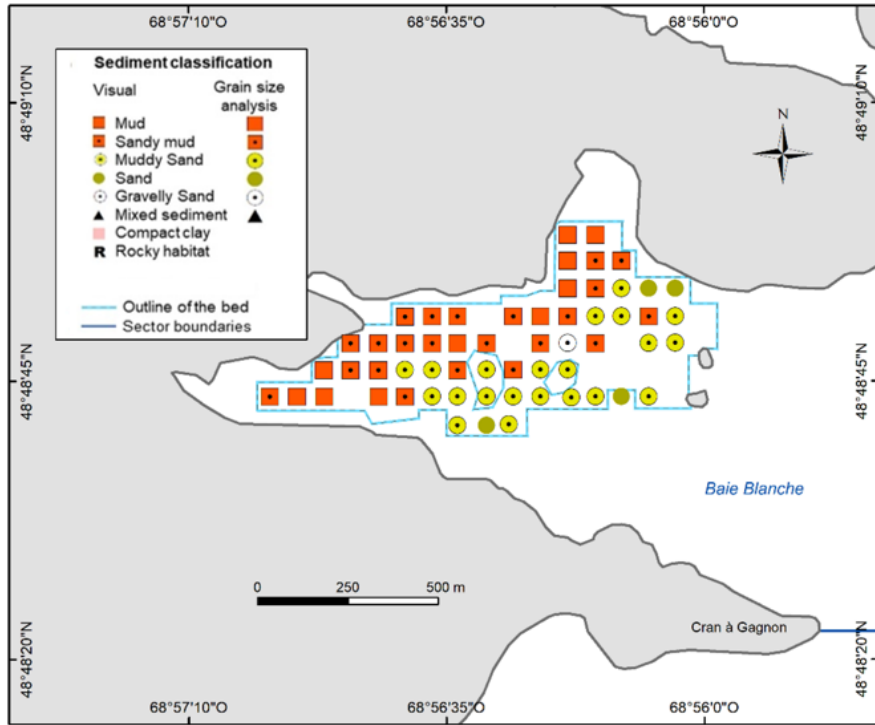 68°57'10"O 68°56'35"O 68°56'0"O
48°49'10"N 48°49'10"N
Sediment classification
Visual Grain size
analysis
Mud
Sandy mud
Muddy Sand
Sand
Gravelly Sand
Mixed sediment
Compact clay
R Rocky habitat
Outline of the bed
Sector boundaries
N
48°48'45"N 48°48'45"N
Baie Blanche
0 250 500 m
Cran à Gagnon
48°48'20"N 48°48'20"N
68°57'10"O 68°56'35"O 68°56'0"O